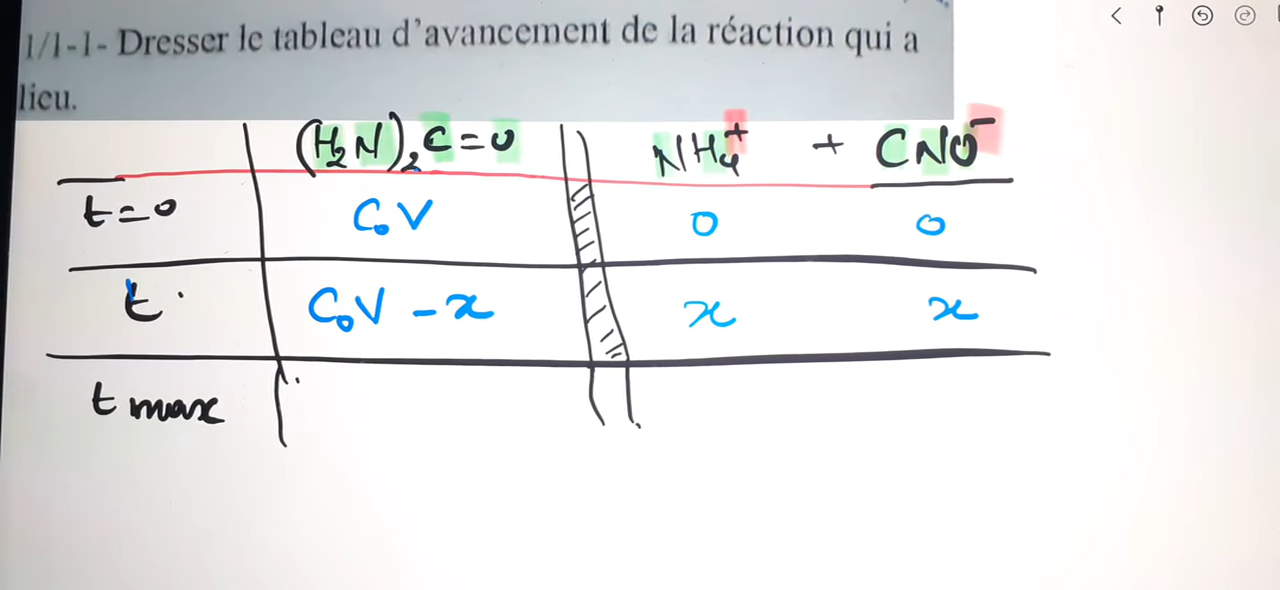 1/1-1- Dresser le tableau d'avancement de la réaction qui a
lieu.
(H₂N)₂C=O NH₄⁺ + CNO⁻
t=0 C₀V 0 0
t C₀V - x x x
t max